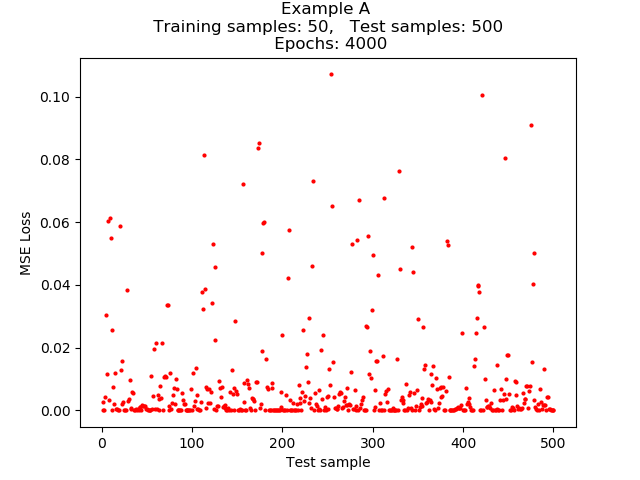 Example A
Training samples: 50,   Test samples: 500
Epochs: 4000
MSE Loss
0.10
0.08
0.06
0.04
0.02
0.00
0
100
200
300
400
500
Test sample